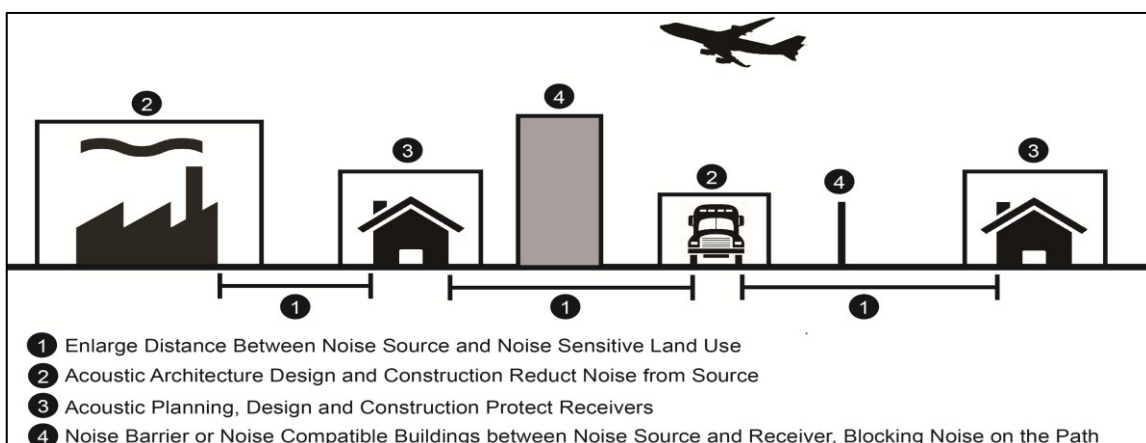 2
4
3
2
4
3
1
1
1
1 Enlarge Distance Between Noise Source and Noise Sensitive Land Use
2 Acoustic Architecture Design and Construction Reduct Noise from Source
3 Acoustic Planning, Design and Construction Protect Receivers
4 Noise Barrier or Noise Compatible Buildings between Noise Source and Receiver, Blocking Noise on the Path